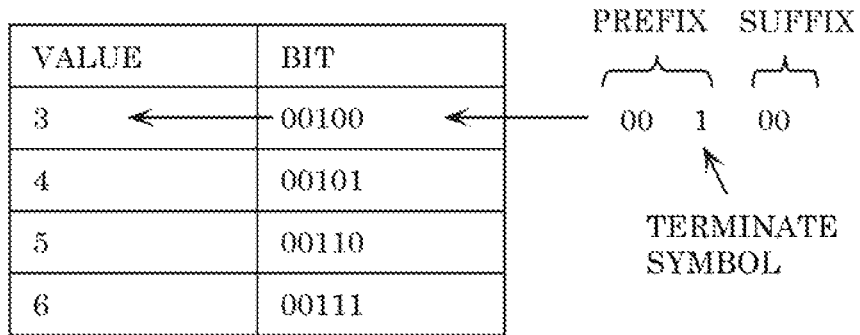 PREFIX SUFFIX
VALUE BIT
3 00100 00 1 00
4 00101
TERMINATE
SYMBOL
5 00110
6 00111